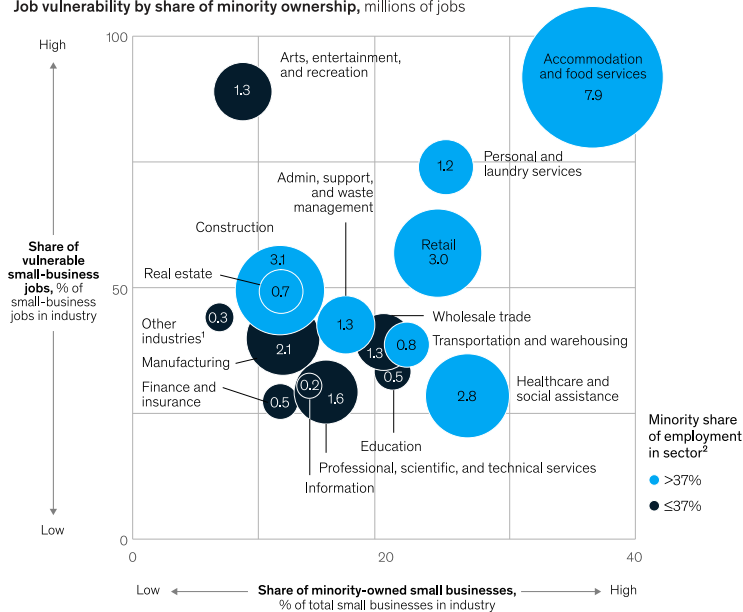 Job vulnerability by share of minority ownership, millions of jobs
High
100
Arts, entertainment,
and recreation
1.3
Accommodation
and food services
7.9
1.2
Personal and
laundry services
Admin, support,
and waste
management
Construction
3.1
Retail
3.0
Share of
vulnerable
small-business
jobs, % of
small-business
jobs in industry
Real estate
0.7
50
0.3
Other
industries¹
1.3
Wholesale trade
1.3
0.8
Transportation and warehousing
2.1
Manufacturing
0.5
Finance and
insurance
0.5
0.2
1.6
2.8
Healthcare and
social assistance
Education
Professional, scientific, and technical services
Information
Minority share
of employment
in sector²
>37%
≤37%
Low
0
0
20
40
Low
Share of minority-owned small businesses,
% of total small businesses in industry
High